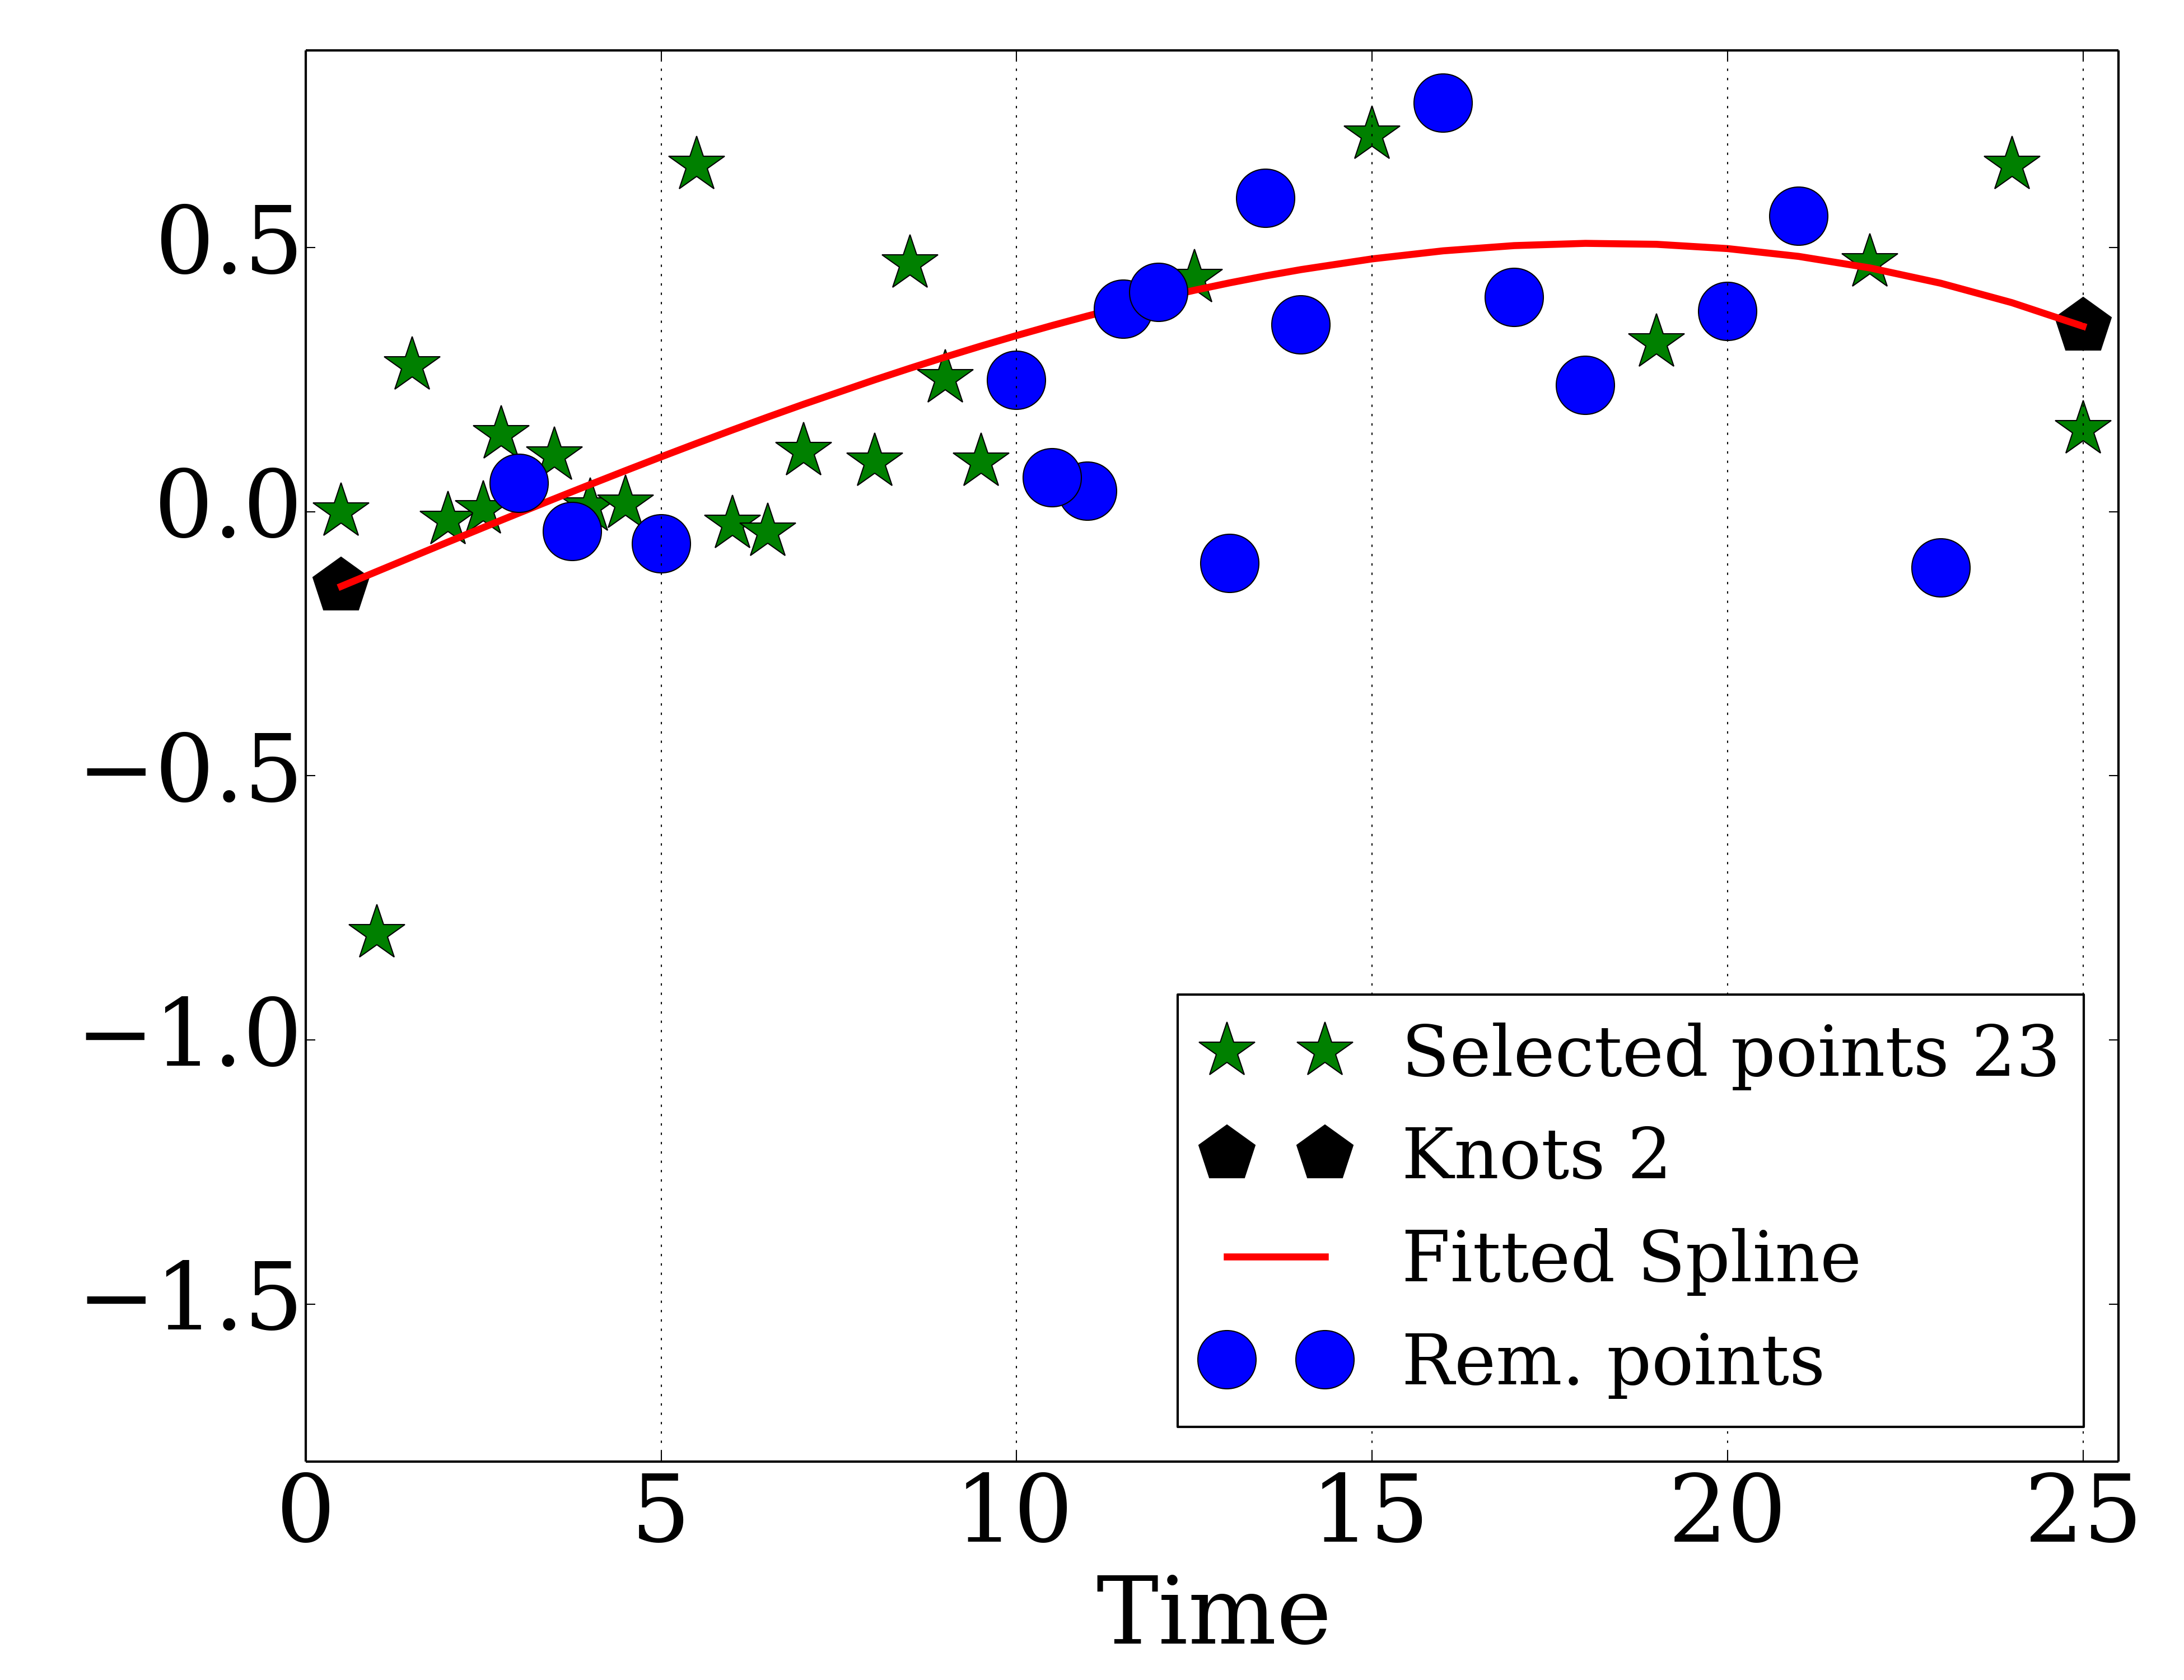 0.5
0.0
−0.5
−1.0
−1.5
Selected points 23
Knots 2
Fitted Spline
Rem. points
0 5 10 15 20 25
Time